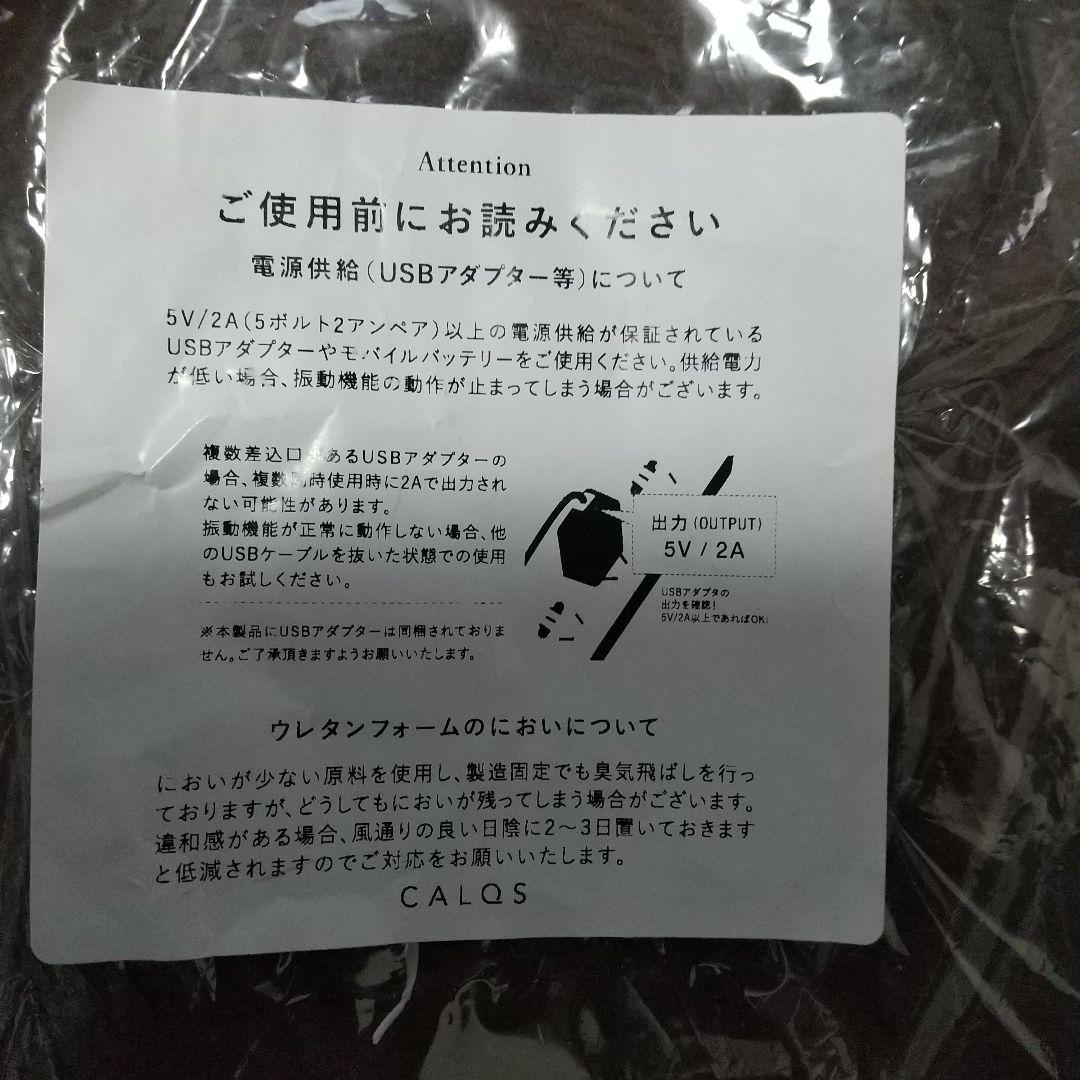 Attention
ご使用前にお読みください
電源供給(USBアダプター等)について
5V/2A(5ボルト2アンペア)以上の電源供給が保証されている
USBアダプターやモバイルバッテリーをご使用ください。供給電力
が低い場合、振動機能の動作が止まってしまう場合がございます。
複数差込口があるUSBアダプターの
場合、複数同時使用時に2Aで出力され
ない可能性があります。
振動機能が正常に動作しない場合、他
のUSBケーブルを抜いた状態での使用
もお試しください。
※本製品にUSBアダプターは同梱されておりま
せん。ご了承頂きますようお願いいたします。
出力(OUTPUT)
5V / 2A
USBアダプタの
出力を確認!
5V/2A以上であればOK!
ウレタンフォームのにおいについて
においが少ない原料を使用し、製造固定でも臭気飛ばしを行っ
ておりますが、どうしてもにおいが残ってしまう場合がございます。
違和感がある場合、風通りの良い日陰に2〜3日置いておきます
と低減されますのでご対応をお願いいたします。
CALQS